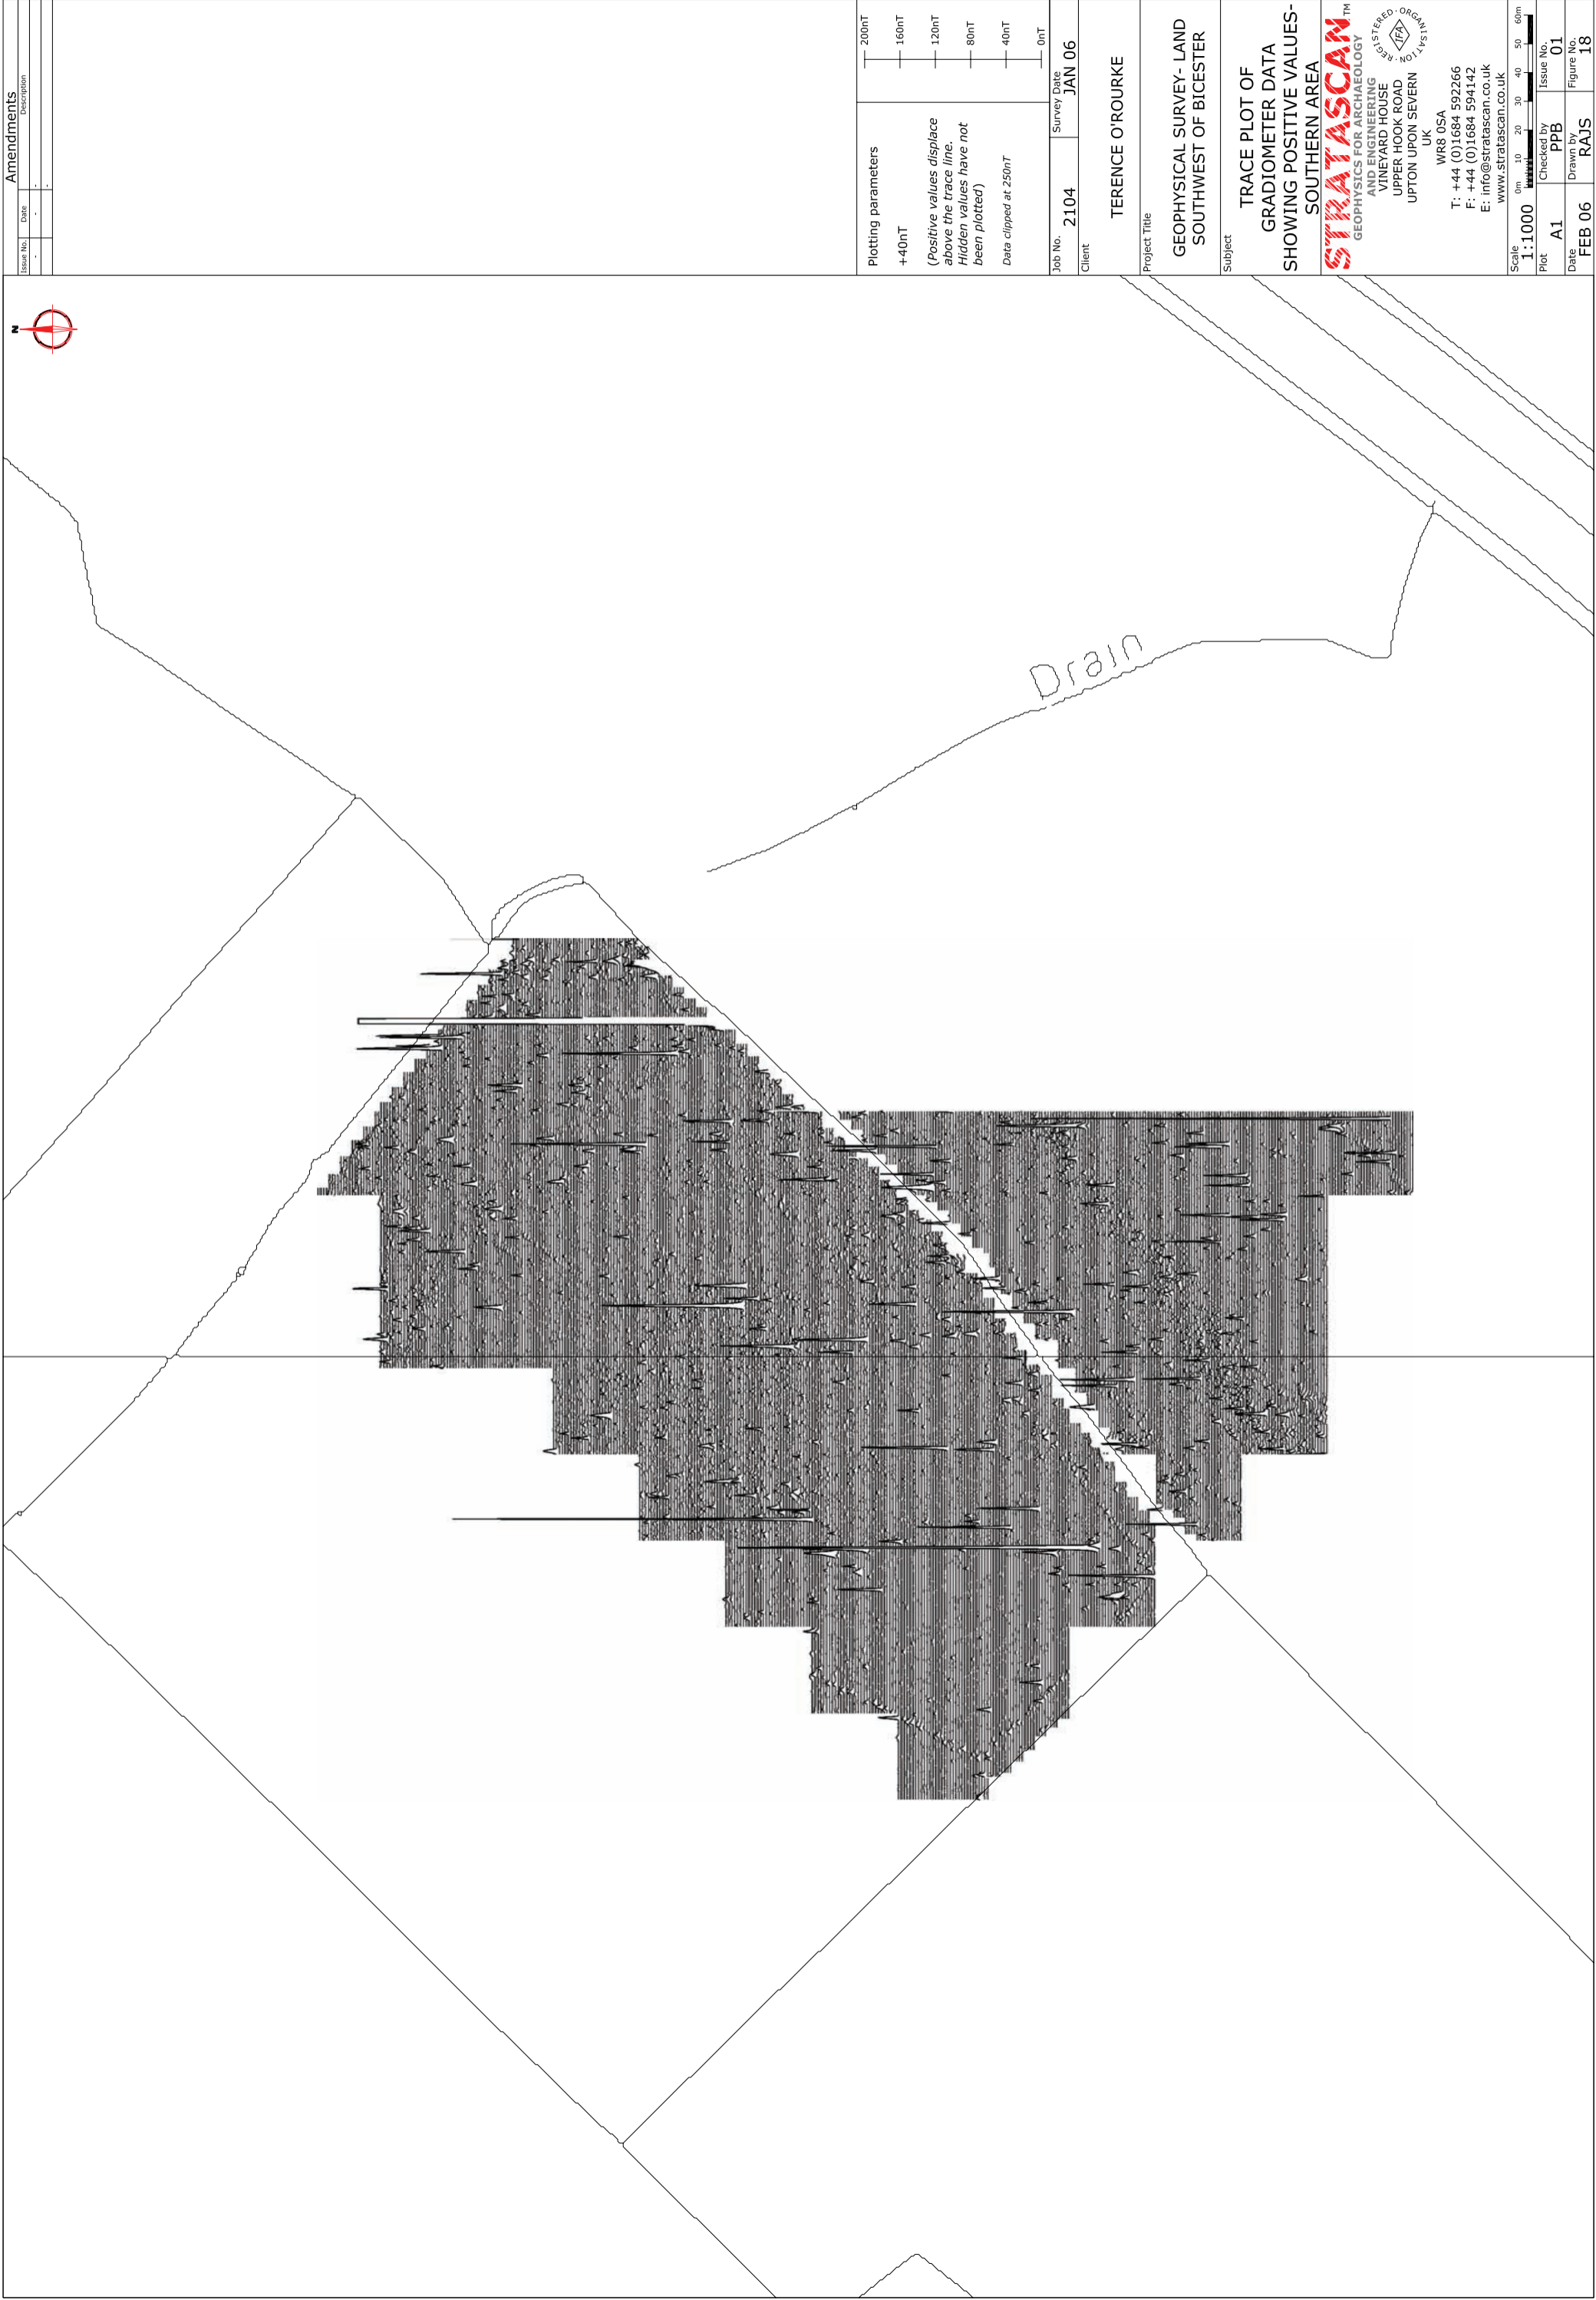 Amendments
Issue No. Date Description
- - -
-
N
Drain
Plotting parameters
+40nT
(Positive values displace
above the trace line.
Hidden values have not
been plotted)
Data clipped at 250nT
200nT
160nT
120nT
80nT
40nT
0nT
Job No. 2104 Survey Date JAN 06
Client
TERENCE O'ROURKE
Project Title
GEOPHYSICAL SURVEY- LAND
SOUTHWEST OF BICESTER
Subject
TRACE PLOT OF
GRADIOMETER DATA
SHOWING POSITIVE VALUES-
SOUTHERN AREA
STRATASCAN TM
GEOPHYSICS FOR ARCHAEOLOGY
AND ENGINEERING
VINEYARD HOUSE
UPPER HOOK ROAD
UPTON UPON SEVERN
UK
WR8 0SA
REGISTERED · ORGANISATION ·
IFA
T: +44 (0)1684 592266
F: +44 (0)1684 594142
E: info@stratascan.co.uk
www.stratascan.co.uk
Scale 1:1000 0m 10 20 30 40 50 60m
Plot A1 Checked by PPB Issue No. 01
Date FEB 06 Drawn by RAJS Figure No. 18